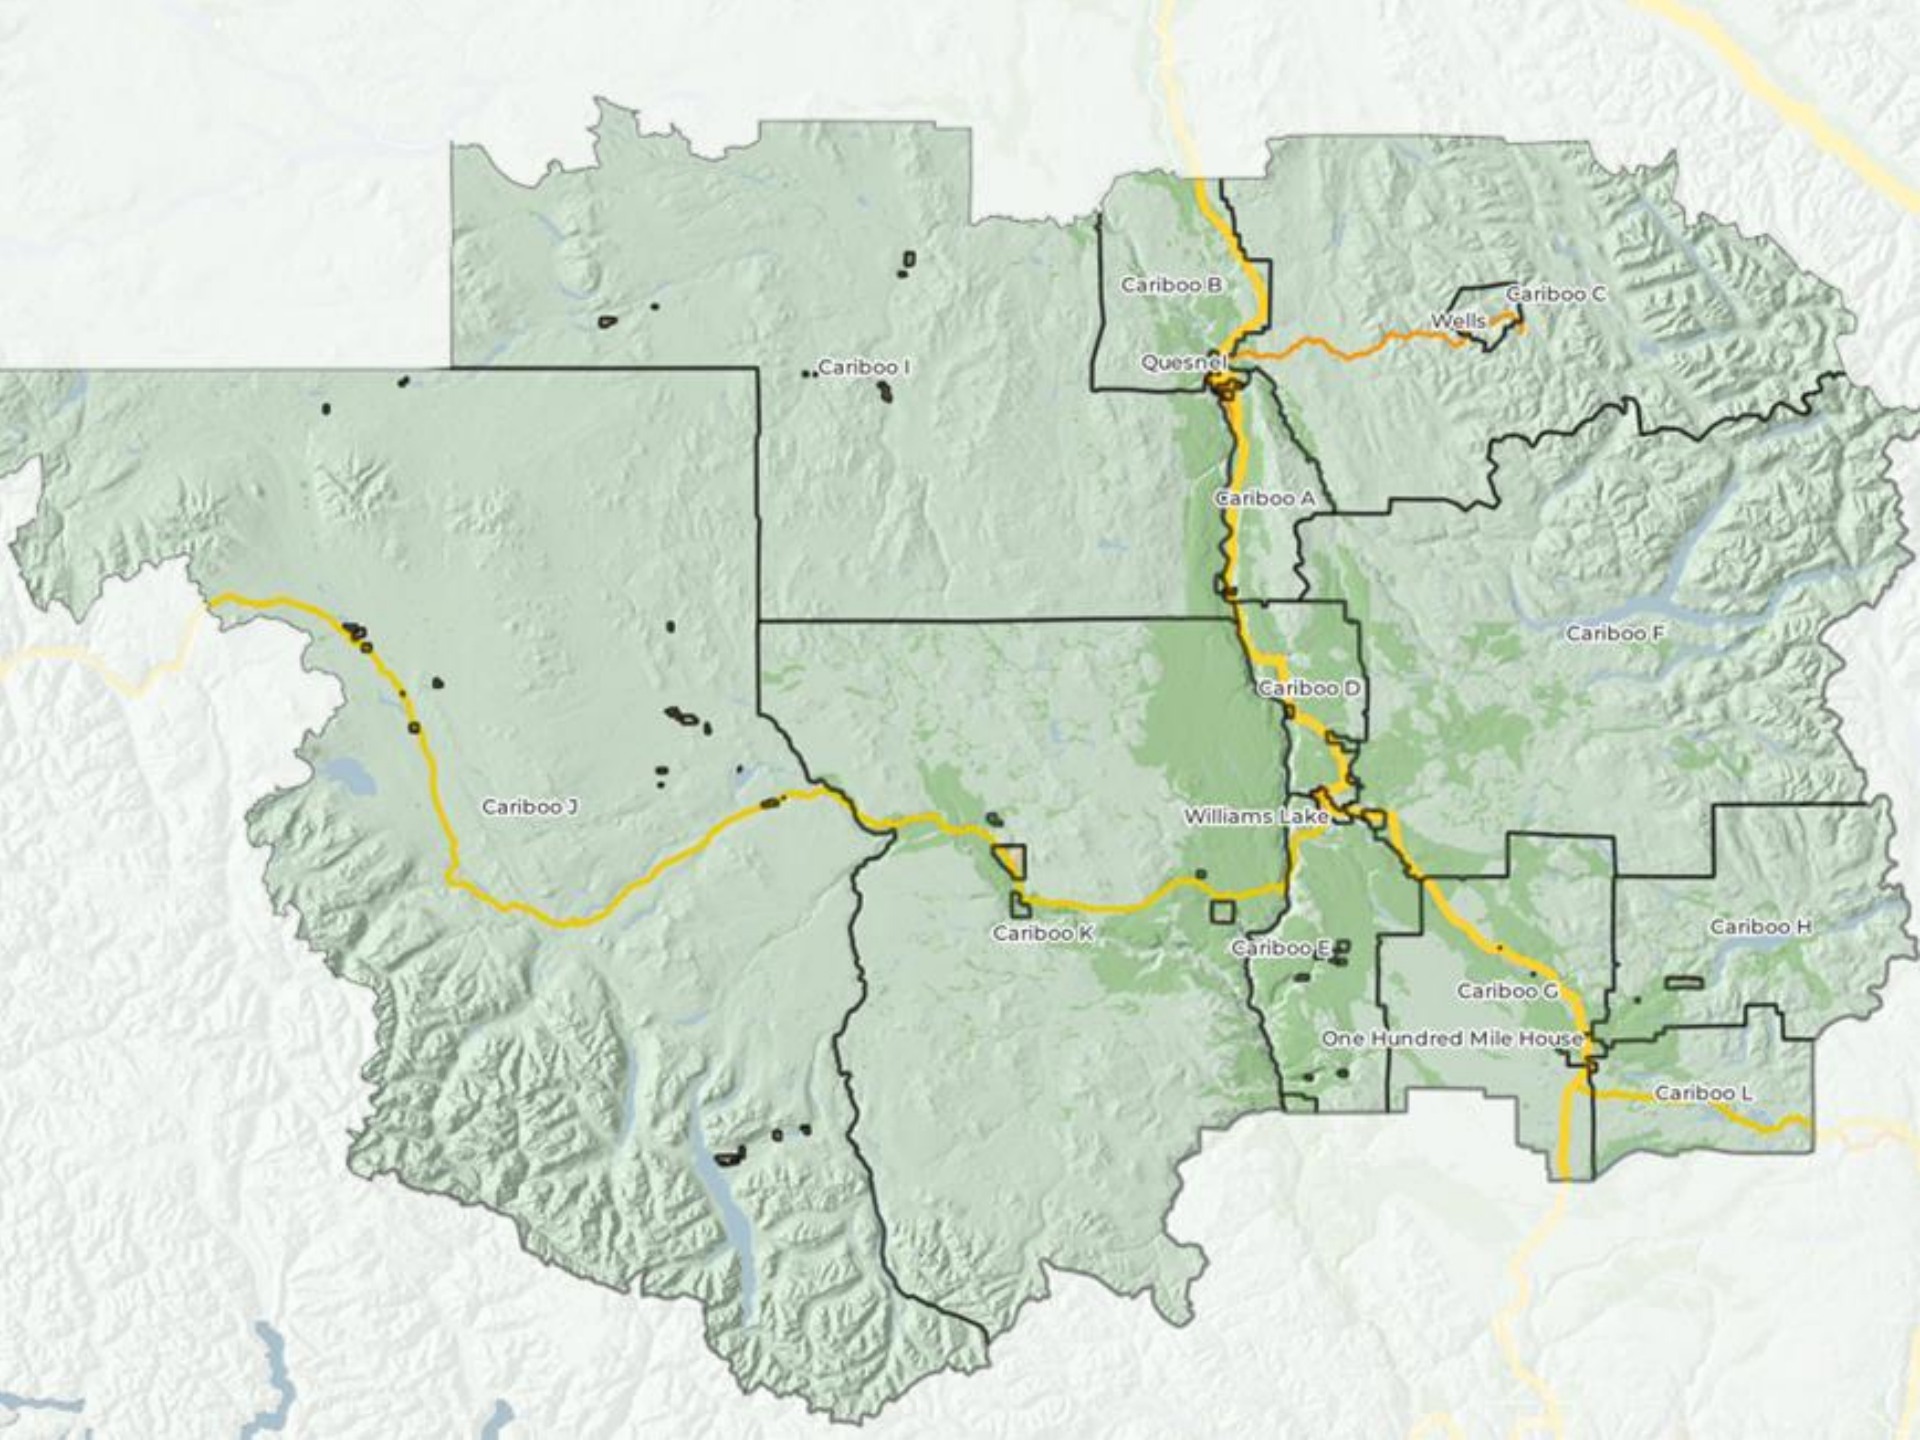 Cariboo B
Cariboo C
Wells
Quesnel
Cariboo I
Cariboo A
Cariboo F
Cariboo D
Cariboo J
Williams Lake
Cariboo H
Cariboo K
Cariboo E
Cariboo G
One Hundred Mile House
Cariboo L